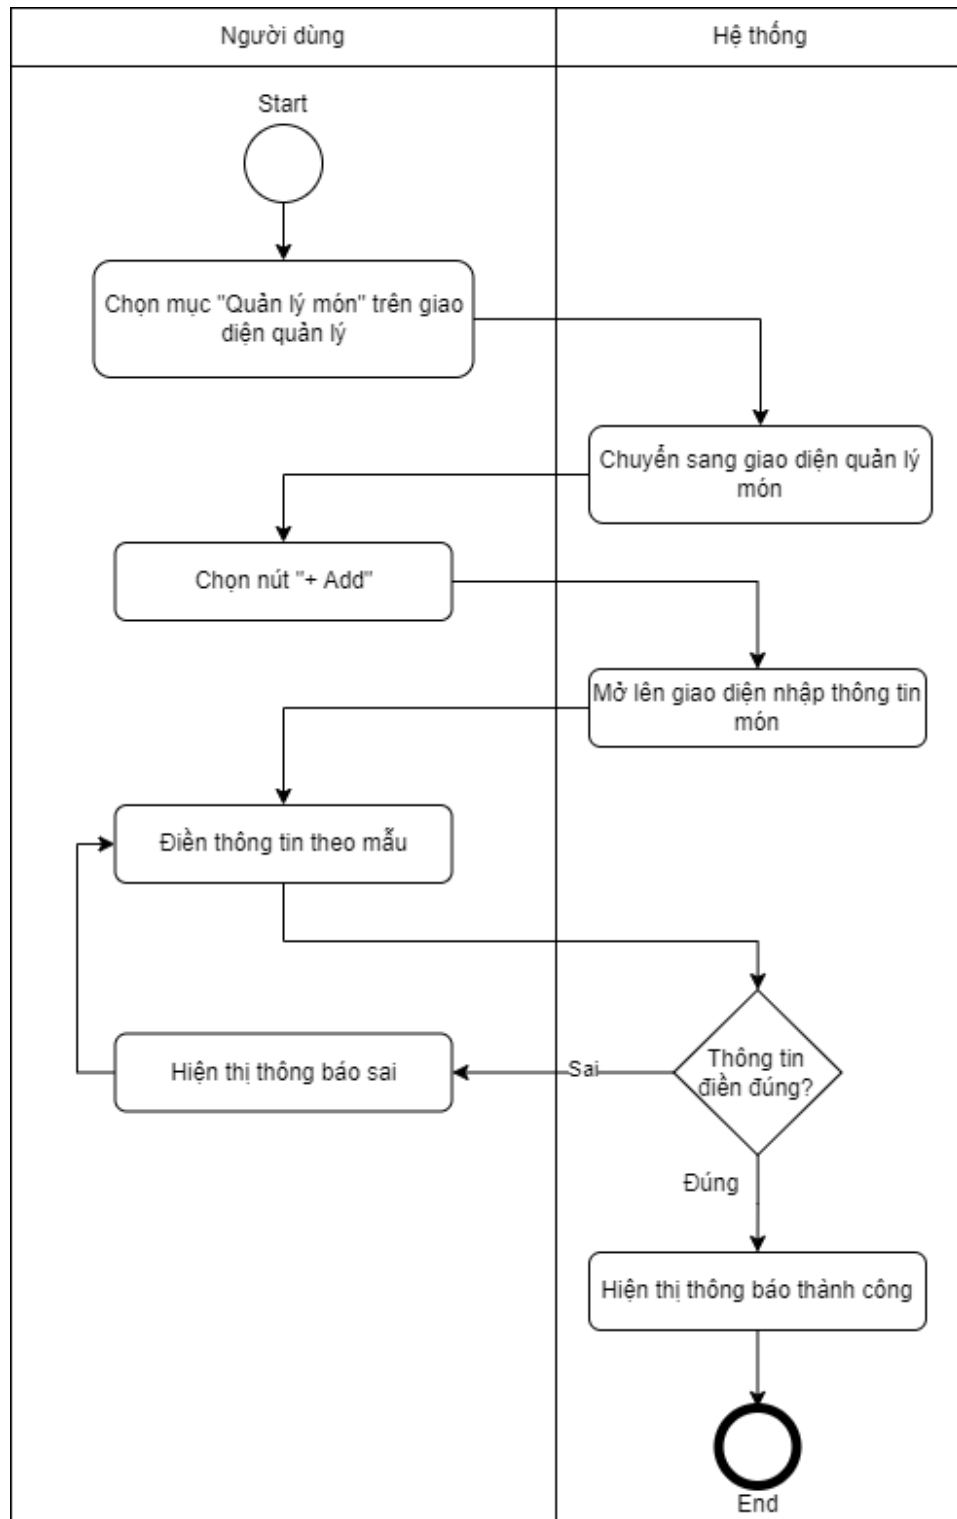 Người dùng
Hệ thống
Start
Chọn mục "Quản lý món" trên giao
diện quản lý
Chuyển sang giao diện quản lý
món
Chọn nút "+ Add"
Mở lên giao diện nhập thông tin
món
Điền thông tin theo mẫu
Thông tin
điền đúng?
Sai
Hiện thị thông báo sai
Đúng
Hiện thị thông báo thành công
End